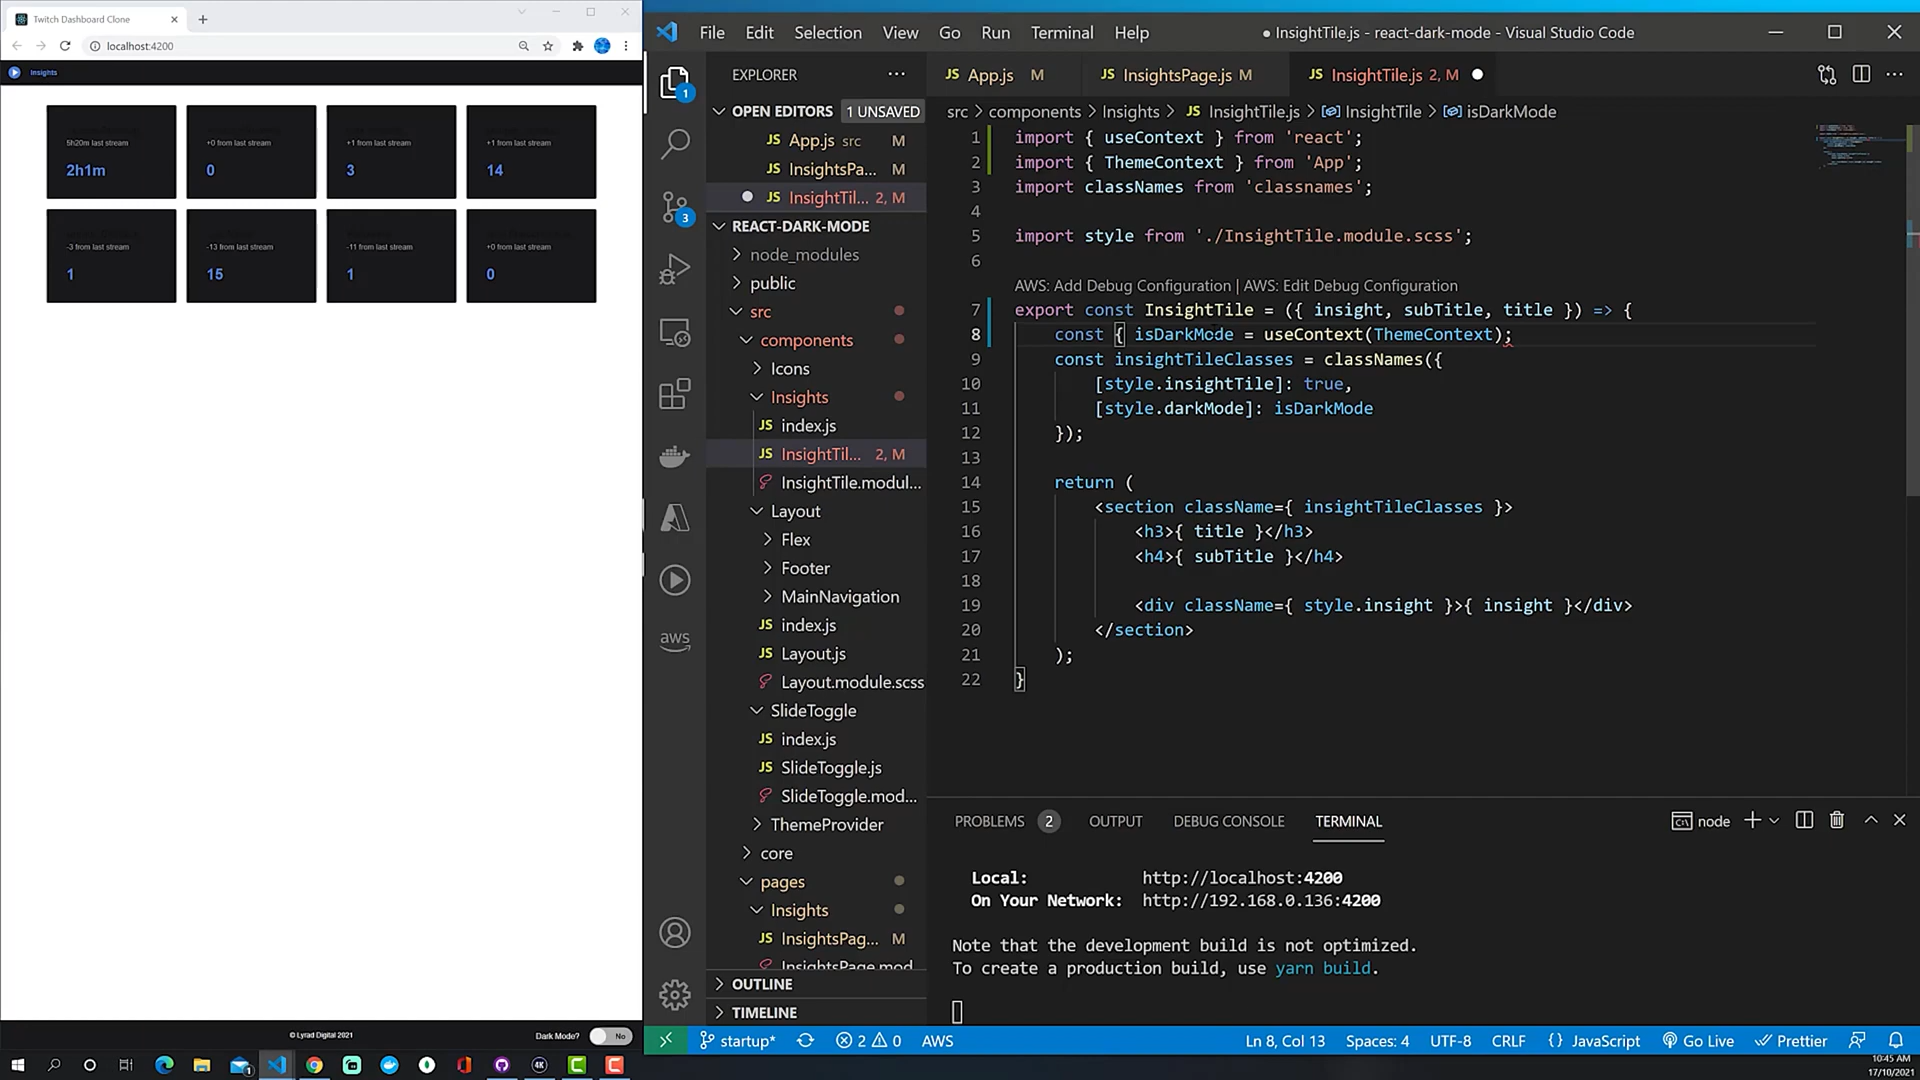 Twitch Dashboard Clone
localhost:4200
Insights
5h20m last stream
2h1m
+0 from last stream
0
+1 from last stream
3
+1 from last stream
14
-3 from last stream
1
-13 from last stream
15
-11 from last stream
1
+0 from last stream
0
© Lyrad Digital 2021
Dark Mode?
No
File Edit Selection View Go Run Terminal Help
● InsightTile.js - react-dark-mode - Visual Studio Code
EXPLORER
OPEN EDITORS 1 UNSAVED
JS App.js src M
JS InsightsPa... M
JS InsightTil... 2, M
REACT-DARK-MODE
node_modules
public
src
components
Icons
Insights
JS index.js
JS InsightTil... 2, M
InsightTile.modul...
Layout
Flex
Footer
MainNavigation
JS index.js
JS Layout.js
Layout.module.scss
SlideToggle
JS index.js
JS SlideToggle.js
SlideToggle.mod...
ThemeProvider
core
pages
Insights
JS InsightsPag... M
InsightsPage.mod
OUTLINE
TIMELINE
1
3
aws
JS App.js M
JS InsightsPage.js M
JS InsightTile.js 2, M
src > components > Insights > JS InsightTile.js > InsightTile > isDarkMode
1 import { useContext } from 'react';
2 import { ThemeContext } from 'App';
3 import classNames from 'classnames';
4
5 import style from './InsightTile.module.scss';
6
AWS: Add Debug Configuration | AWS: Edit Debug Configuration
7 export const InsightTile = ({ insight, subTitle, title }) => {
8 const { isDarkMode = useContext(ThemeContext);
9 const insightTileClasses = classNames({
10 [style.insightTile]: true,
11 [style.darkMode]: isDarkMode
12 });
13
14 return (
15 <section className={ insightTileClasses }>
16 <h3>{ title }</h3>
17 <h4>{ subTitle }</h4>
18
19 <div className={ style.insight }>{ insight }</div>
20 </section>
21 );
22 }
PROBLEMS 2 OUTPUT DEBUG CONSOLE TERMINAL
node
Local: http://localhost:4200
On Your Network: http://192.168.0.136:4200
Note that the development build is not optimized.
To create a production build, use yarn build.
startup* 2 0 AWS
Ln 8, Col 13 Spaces: 4 UTF-8 CRLF {} JavaScript Go Live Prettier
1
4K
10:45 AM
17/10/2021